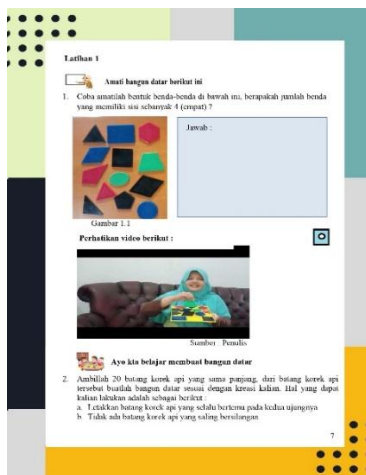 Latihan 1
Amati bangun datar berikut ini
1. Coba amatilah bentuk benda-benda di bawah ini, berapakah jumlah benda
yang memiliki sisi sebanyak 4 (empat) ?
Jawab :
Gambar 1.1
Perhatikan video berikut :
Sumber : Penulis
Ayo kita belajar membuat bangun datar
2. Ambillah 20 batang korek api yang sama panjang, dari batang korek api
tersebut buatlah bangun datar sesuai dengan kreasi kalian. Hal yang dapat
kalian lakukan adalah sebagai berikut :
a. Letakkan batang korek api yang selalu bertemu pada kedua ujungnya
b. Tidak ada batang korek api yang saling bersilangan
7